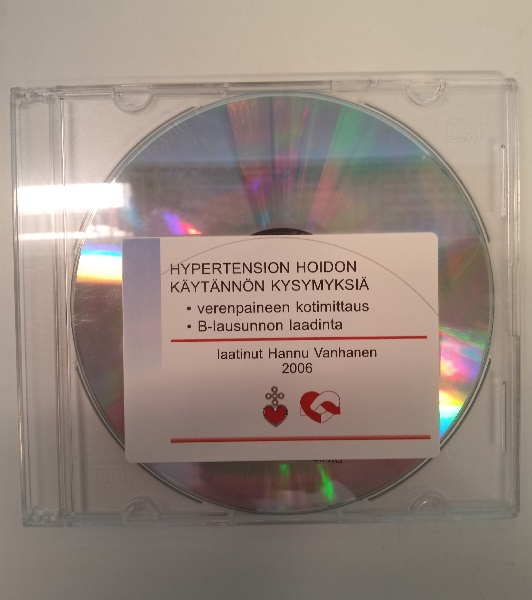 HYPERTENSION HOIDON
KÄYTÄNNÖN KYSYMYKSIÄ
• verenpaineen kotimittaus
• B-lausunnon laadinta
laatinut Hannu Vanhanen
2006